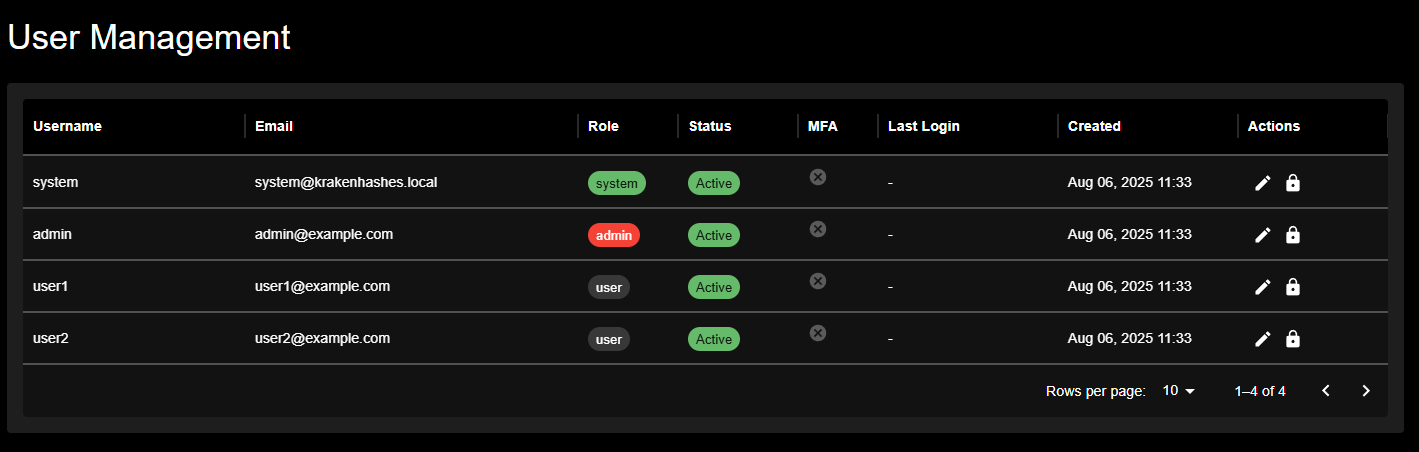 User Management
Username Email Role Status MFA Last Login Created Actions
system system@krakenhashes.local system Active - Aug 06, 2025 11:33
admin admin@example.com admin Active - Aug 06, 2025 11:33
user1 user1@example.com user Active - Aug 06, 2025 11:33
user2 user2@example.com user Active - Aug 06, 2025 11:33
Rows per page: 10 1–4 of 4